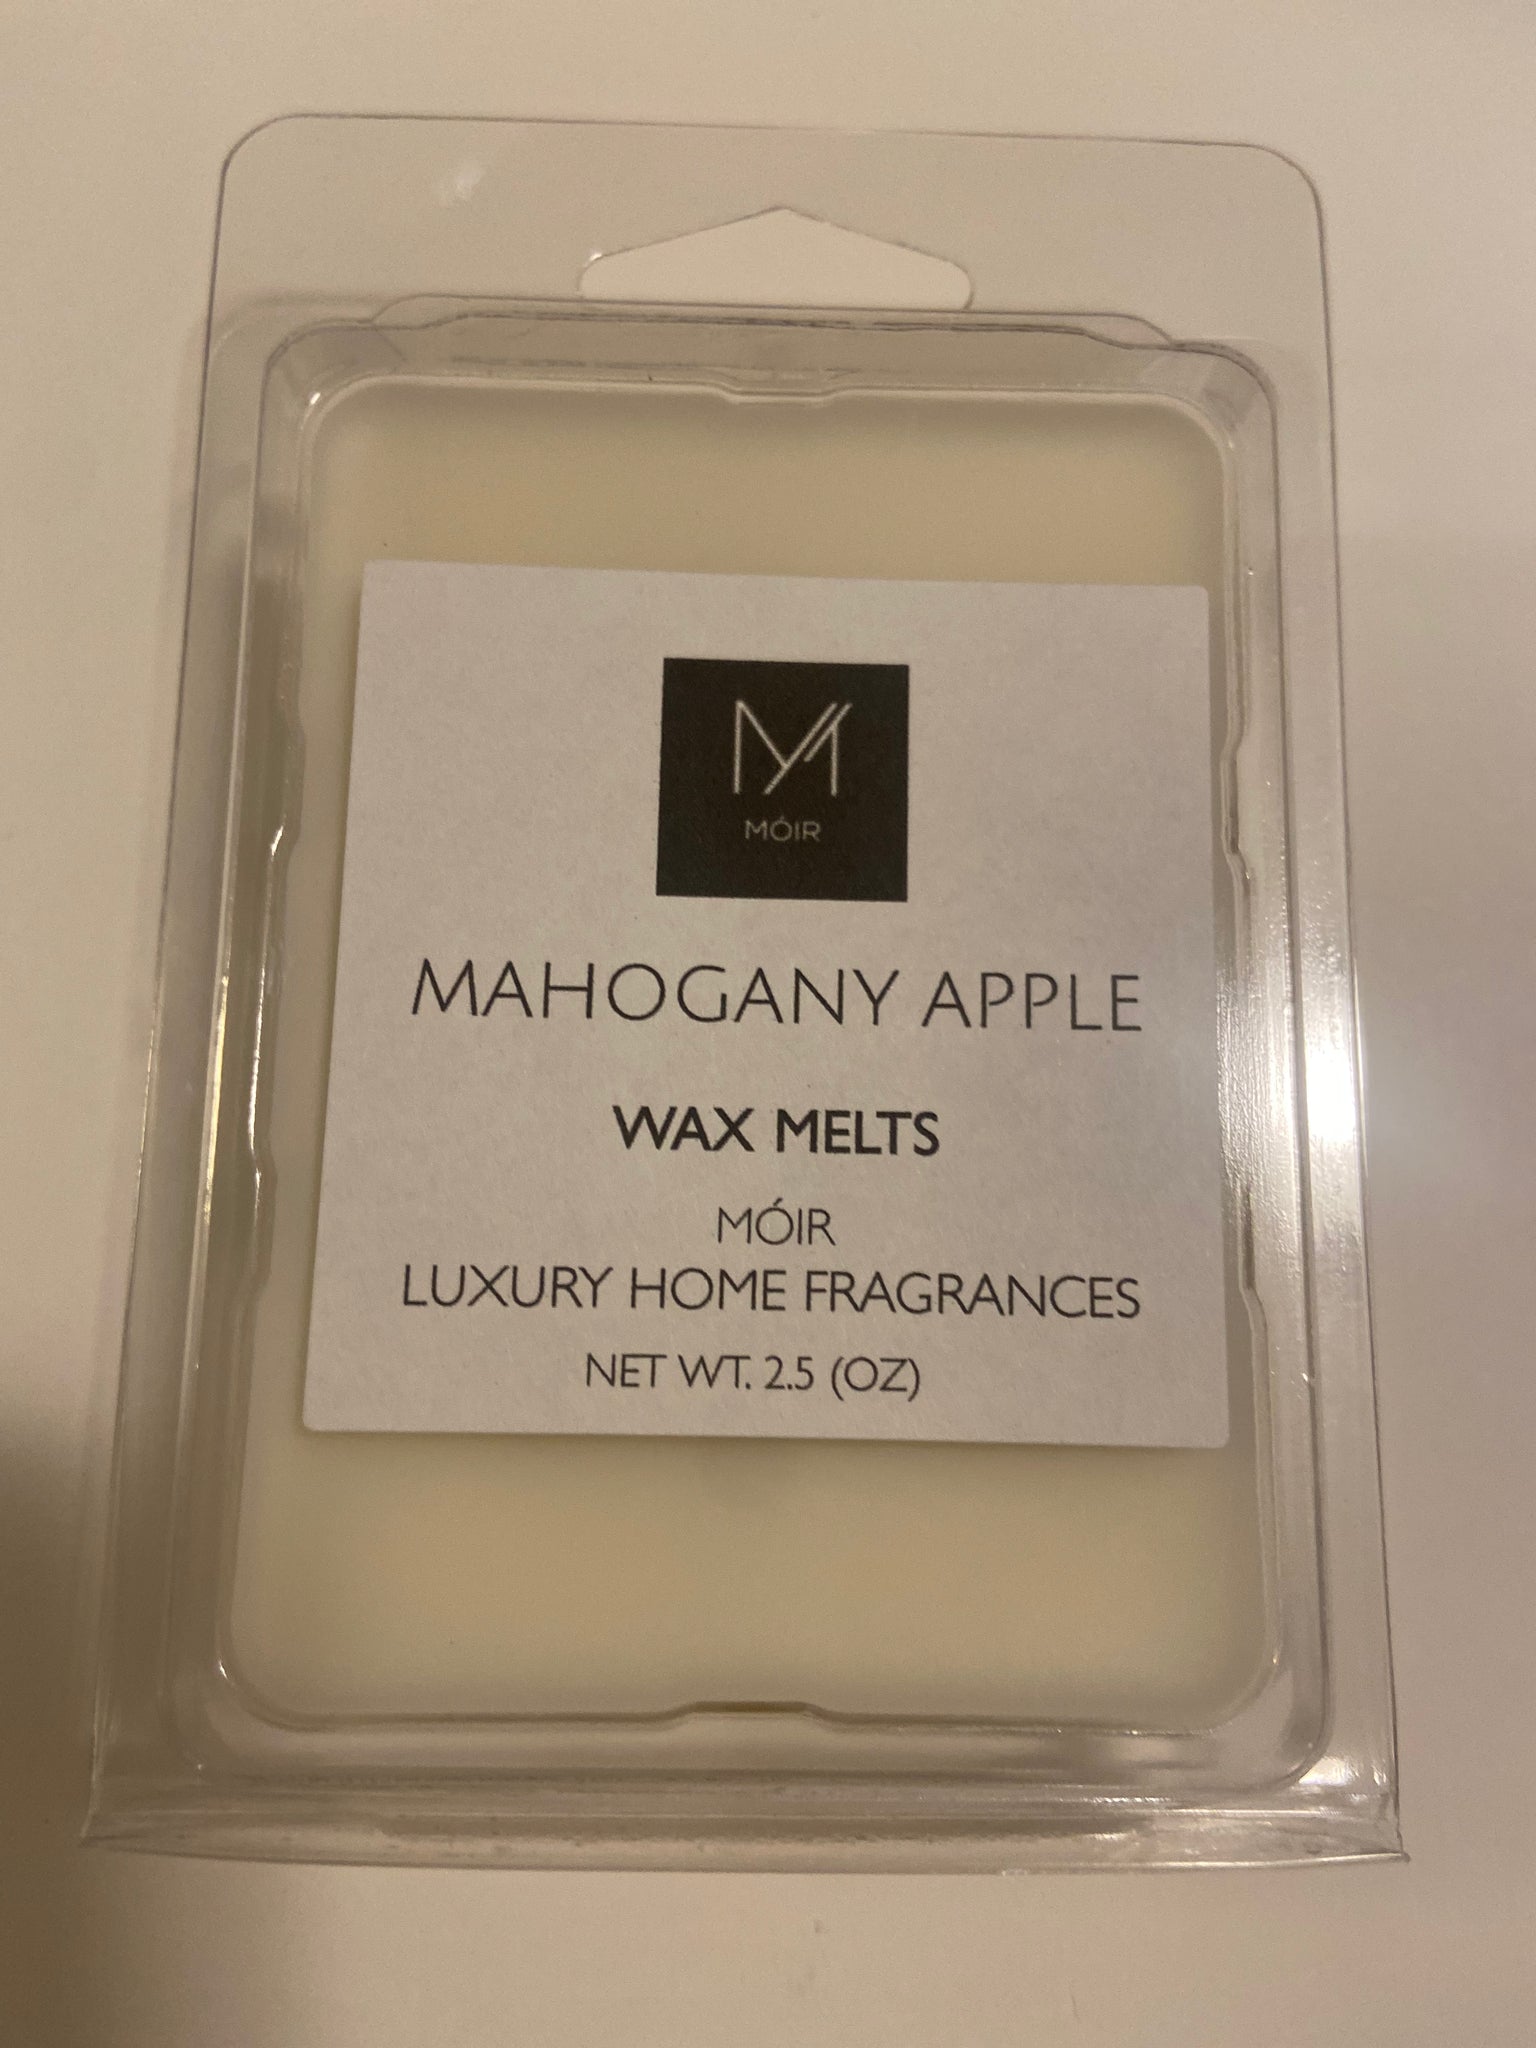 MÓIR
MAHOGANY APPLE
WAX MELTS
MÓIR
LUXURY HOME FRAGRANCES
NET WT. 2.5 (OZ)